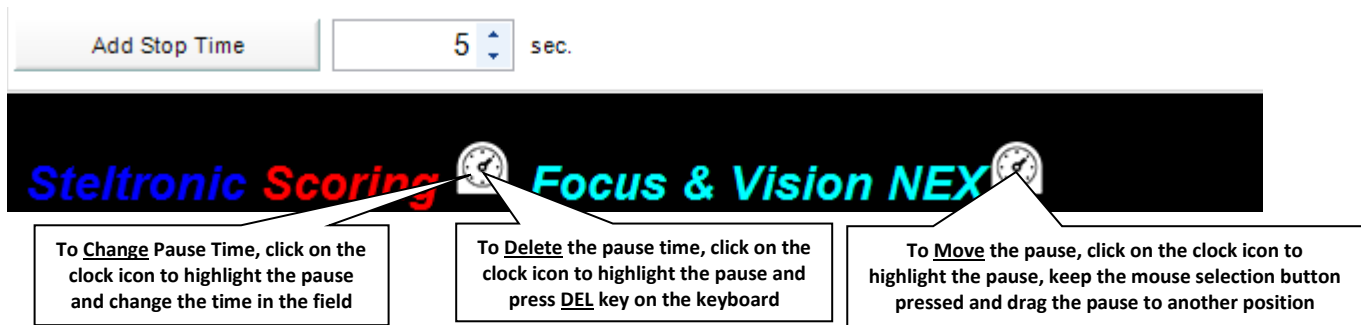 Add Stop Time 5 sec.
Steltronic Scoring Focus & Vision NEX
To Change Pause Time, click on the
clock icon to highlight the pause
and change the time in the field
To Delete the pause time, click on the
clock icon to highlight the pause and
press DEL key on the keyboard
To Move the pause, click on the clock icon to
highlight the pause, keep the mouse selection button
pressed and drag the pause to another position